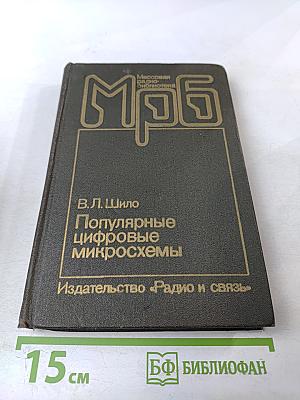 Массовая
радио-
библиотека
МРБ
В.Л.Шило
Популярные
цифровые
микросхемы
Издательство «Радио и связь»
15 см
БФ БИБЛИОФАН